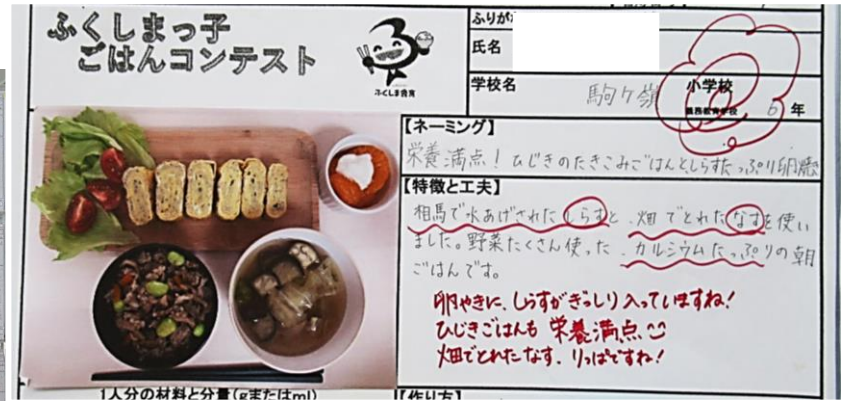 ふくしまっ子
ごはんコンテスト
ふくしま食育
ふりがな
氏名
学校名
駒ケ嶺
小学校
義務教育学校
6年
【ネーミング】
栄養満点！ひじきのたきこみごはんとしらすたっぷり卵焼
【特徴と工夫】
相馬で水あげされたしらすと、畑でとれたなすを使い
ました。野菜たくさん使った、カルシウムたっぷりの朝
ごはんです。
卵やきに、しらすがぎっしり入っていますね！
ひじきごはんも栄養満点
畑でとれたなす、りっぱですね！
1人分の材料と分量(gまたはml)
【作り方】